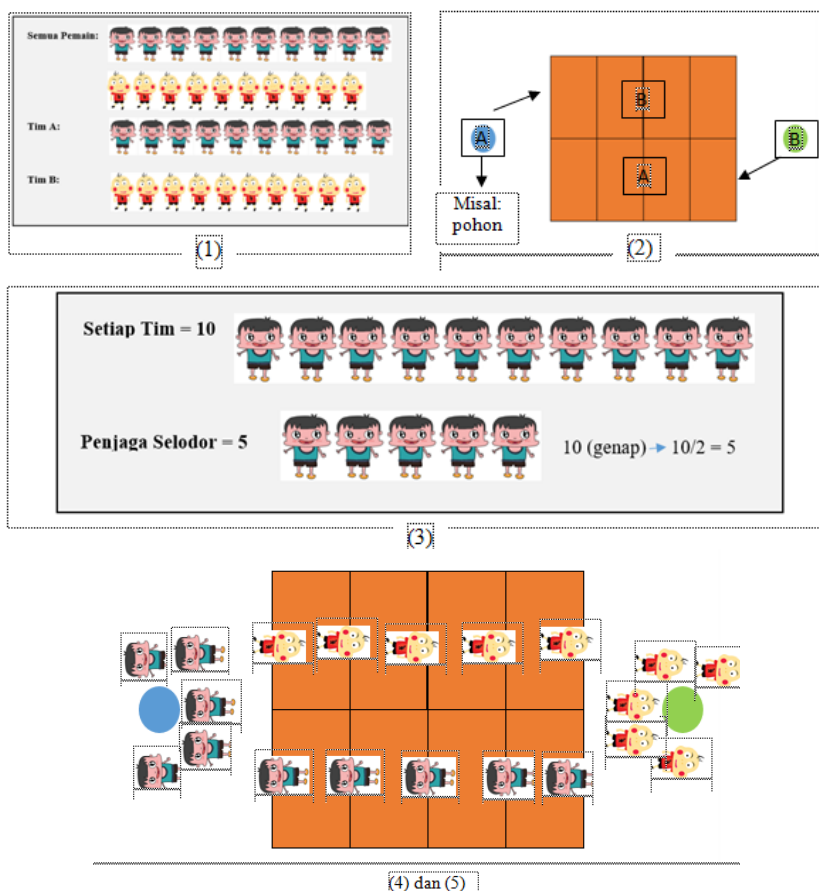 Semua Pemain:
Tim A:
Tim B:
(1)
B
A
B
A
Misal:
pohon
(2)
Setiap Tim = 10
Penjaga Selodor = 5
10 (genap) → 10/2 = 5
(3)
(4) dan (5)